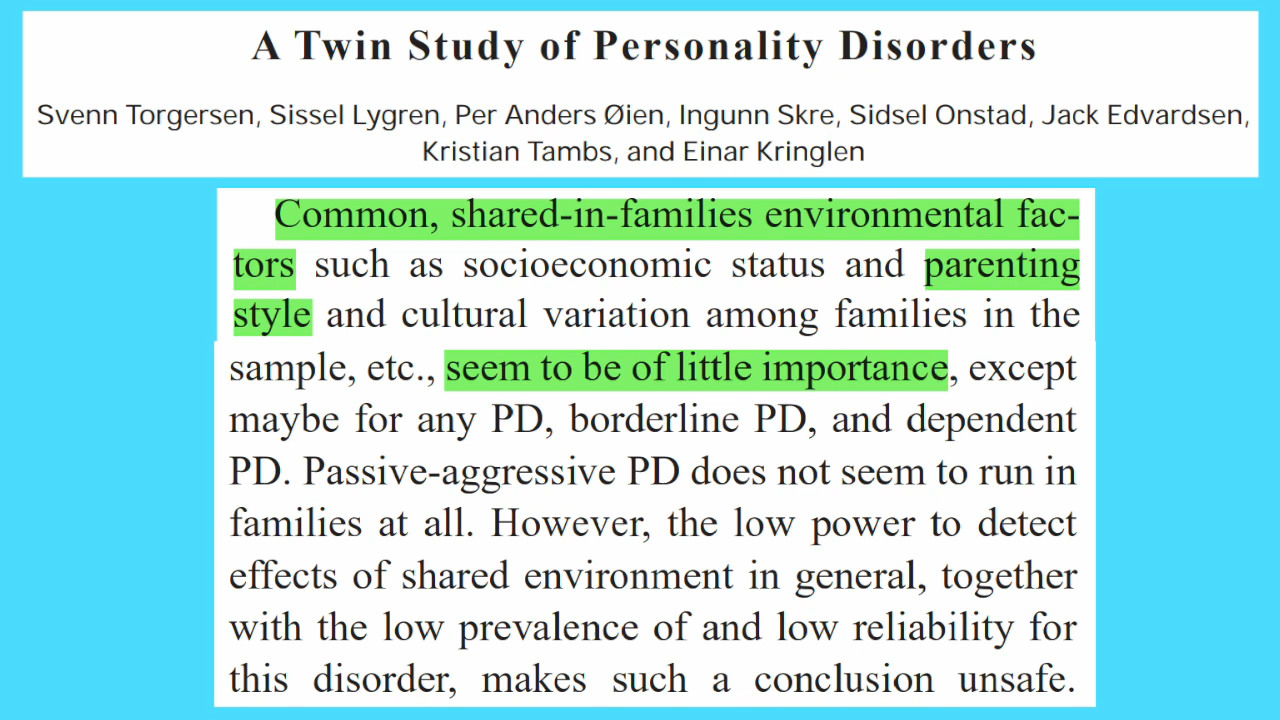 A Twin Study of Personality Disorders
Svenn Torgersen, Sissel Lygren, Per Anders Øien, Ingunn Skre, Sidsel Onstad, Jack Edvardsen,
Kristian Tambs, and Einar Kringlen
Common, shared-in-families environmental fac-
tors such as socioeconomic status and parenting
style and cultural variation among families in the
sample, etc., seem to be of little importance, except
maybe for any PD, borderline PD, and dependent
PD. Passive-aggressive PD does not seem to run in
families at all. However, the low power to detect
effects of shared environment in general, together
with the low prevalence of and low reliability for
this disorder, makes such a conclusion unsafe.